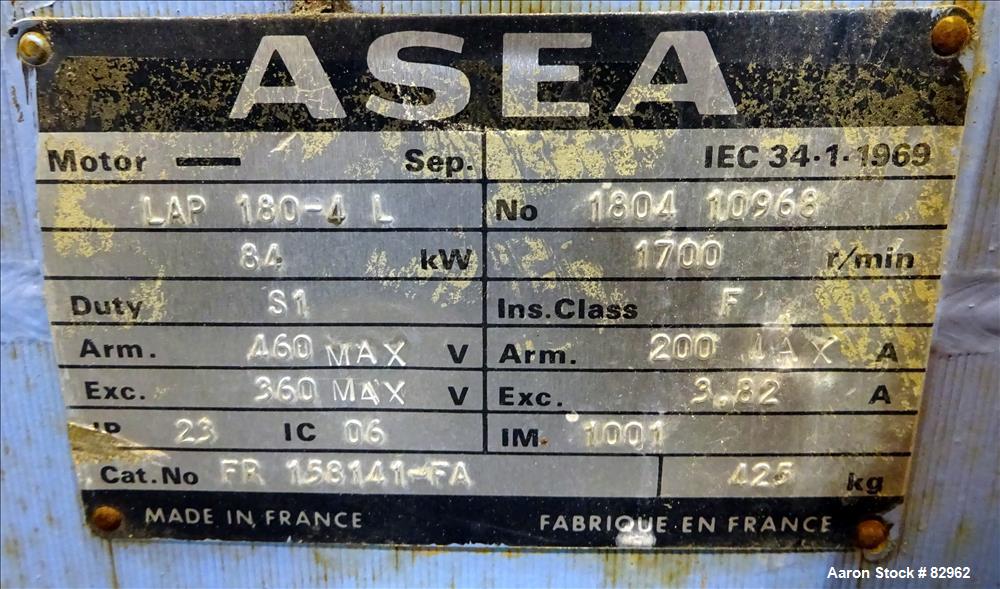 ASEA
Motor — Sep. IEC 34·1·1969
LAP 180-4 L No 1804 10968
84 kW 1700 r/min
Duty S1 Ins.Class F
Arm. 460 MAX V Arm. 200 MAX A
Exc. 360 MAX V Exc. 3,82 A
IP 23 IC 06 IM 1001
Cat.No FR 158141-FA 425 kg
MADE IN FRANCE FABRIQUE EN FRANCE
Aaron Stock # 82962